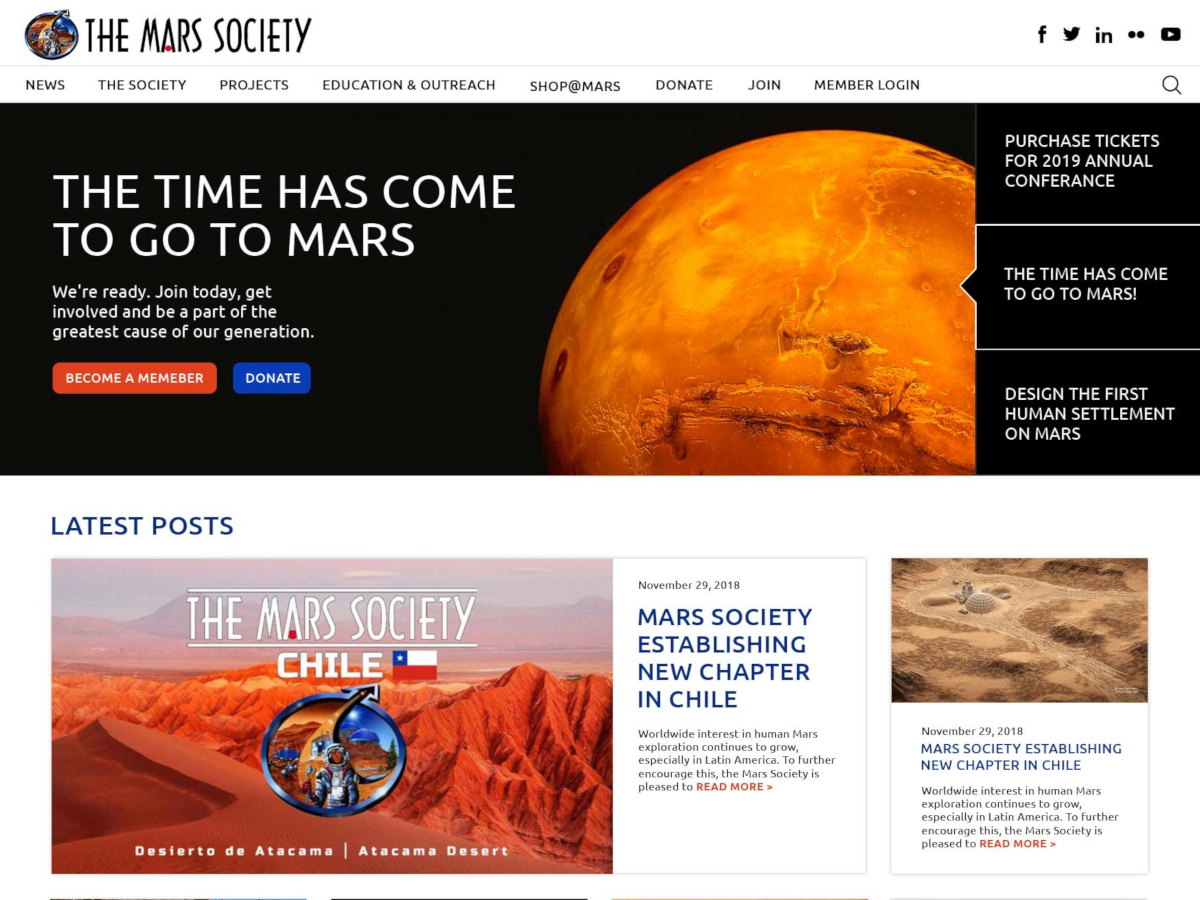 THE MARS SOCIETY
NEWS THE SOCIETY PROJECTS EDUCATION & OUTREACH SHOP@MARS DONATE JOIN MEMBER LOGIN
THE TIME HAS COME
TO GO TO MARS
We're ready. Join today, get
involved and be a part of the
greatest cause of our generation.
BECOME A MEMEBER DONATE
PURCHASE TICKETS
FOR 2019 ANNUAL
CONFERANCE
THE TIME HAS COME
TO GO TO MARS!
DESIGN THE FIRST
HUMAN SETTLEMENT
ON MARS
LATEST POSTS
THE MARS SOCIETY
CHILE
Desierto de Atacama | Atacama Desert
November 29, 2018
MARS SOCIETY
ESTABLISHING
NEW CHAPTER
IN CHILE
Worldwide interest in human Mars
exploration continues to grow,
especially in Latin America. To further
encourage this, the Mars Society is
pleased to READ MORE >
November 29, 2018
MARS SOCIETY ESTABLISHING
NEW CHAPTER IN CHILE
Worldwide interest in human Mars
exploration continues to grow,
especially in Latin America. To further
encourage this, the Mars Society is
pleased to READ MORE >